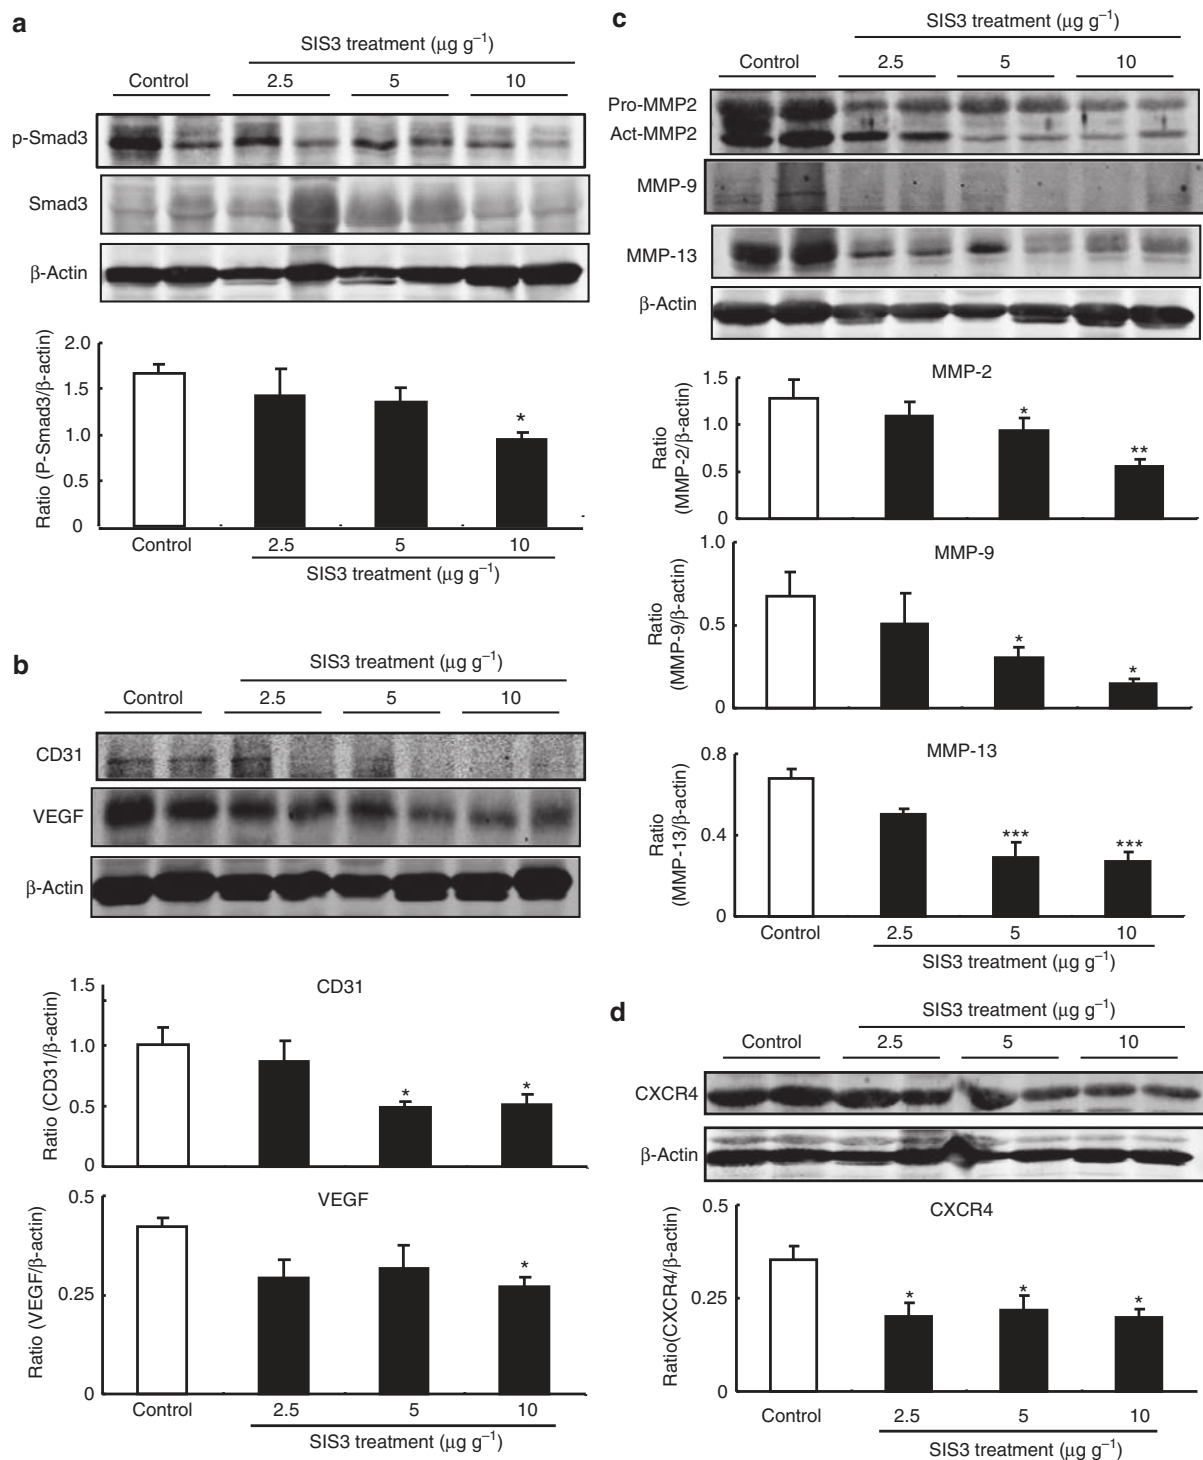 a
SIS3 treatment (μg g⁻¹)
Control 2.5 5 10
p-Smad3
Smad3
β-Actin
Ratio (P-Smad3/β-actin)
2.0
1.5
1.0
0.5
0
*
Control 2.5 5 10
SIS3 treatment (μg g⁻¹)
b
SIS3 treatment (μg g⁻¹)
Control 2.5 5 10
CD31
VEGF
β-Actin
CD31
Ratio (CD31/β-actin)
1.5
1.0
0.5
0
* *
VEGF
Ratio (VEGF/β-actin)
0.5
0.25
0
*
Control 2.5 5 10
SIS3 treatment (μg g⁻¹)
c
SIS3 treatment (μg g⁻¹)
Control 2.5 5 10
Pro-MMP2
Act-MMP2
MMP-9
MMP-13
β-Actin
MMP-2
Ratio
(MMP-2/β-actin)
1.5
1.0
0.5
0
* **
MMP-9
Ratio
(MMP-9/β-actin)
1.0
0.5
0
* *
MMP-13
Ratio
(MMP-13/β-actin)
0.8
0.4
0
*** ***
Control 2.5 5 10
SIS3 treatment (μg g⁻¹)
d
SIS3 treatment (μg g⁻¹)
Control 2.5 5 10
CXCR4
β-Actin
CXCR4
Ratio(CXCR4/β-actin)
0.5
0.25
0
* * *
Control 2.5 5 10
SIS3 treatment (μg g⁻¹)